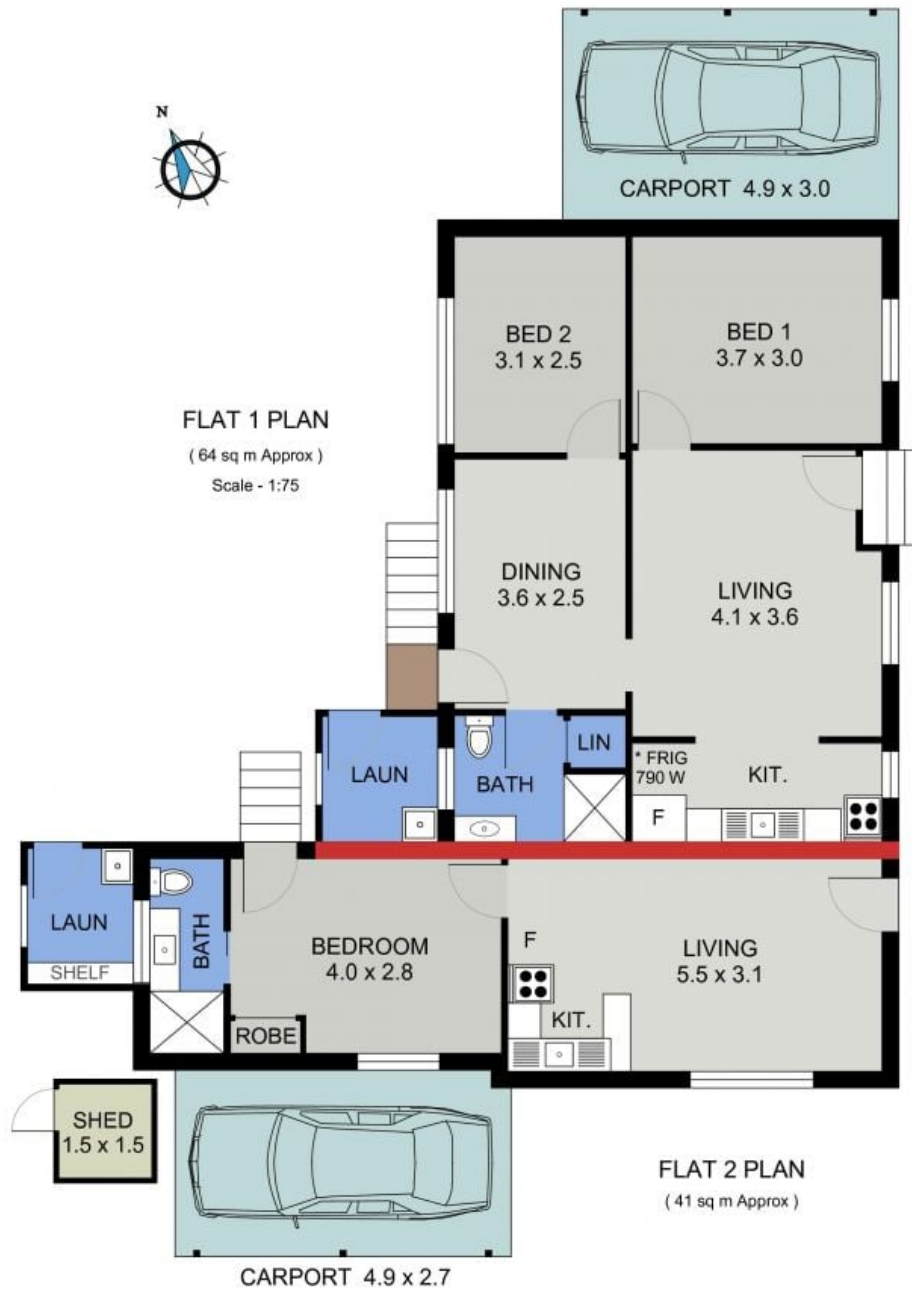 N
CARPORT 4.9 x 3.0
BED 2
3.1 x 2.5
BED 1
3.7 x 3.0
FLAT 1 PLAN
( 64 sq m Approx )
Scale - 1:75
DINING
3.6 x 2.5
LIVING
4.1 x 3.6
LAUN
BATH
LIN
* FRIG
790 W
KIT.
F
LAUN
SHELF
BATH
BEDROOM
4.0 x 2.8
ROBE
F
KIT.
LIVING
5.5 x 3.1
SHED
1.5 x 1.5
FLAT 2 PLAN
( 41 sq m Approx )
CARPORT 4.9 x 2.7